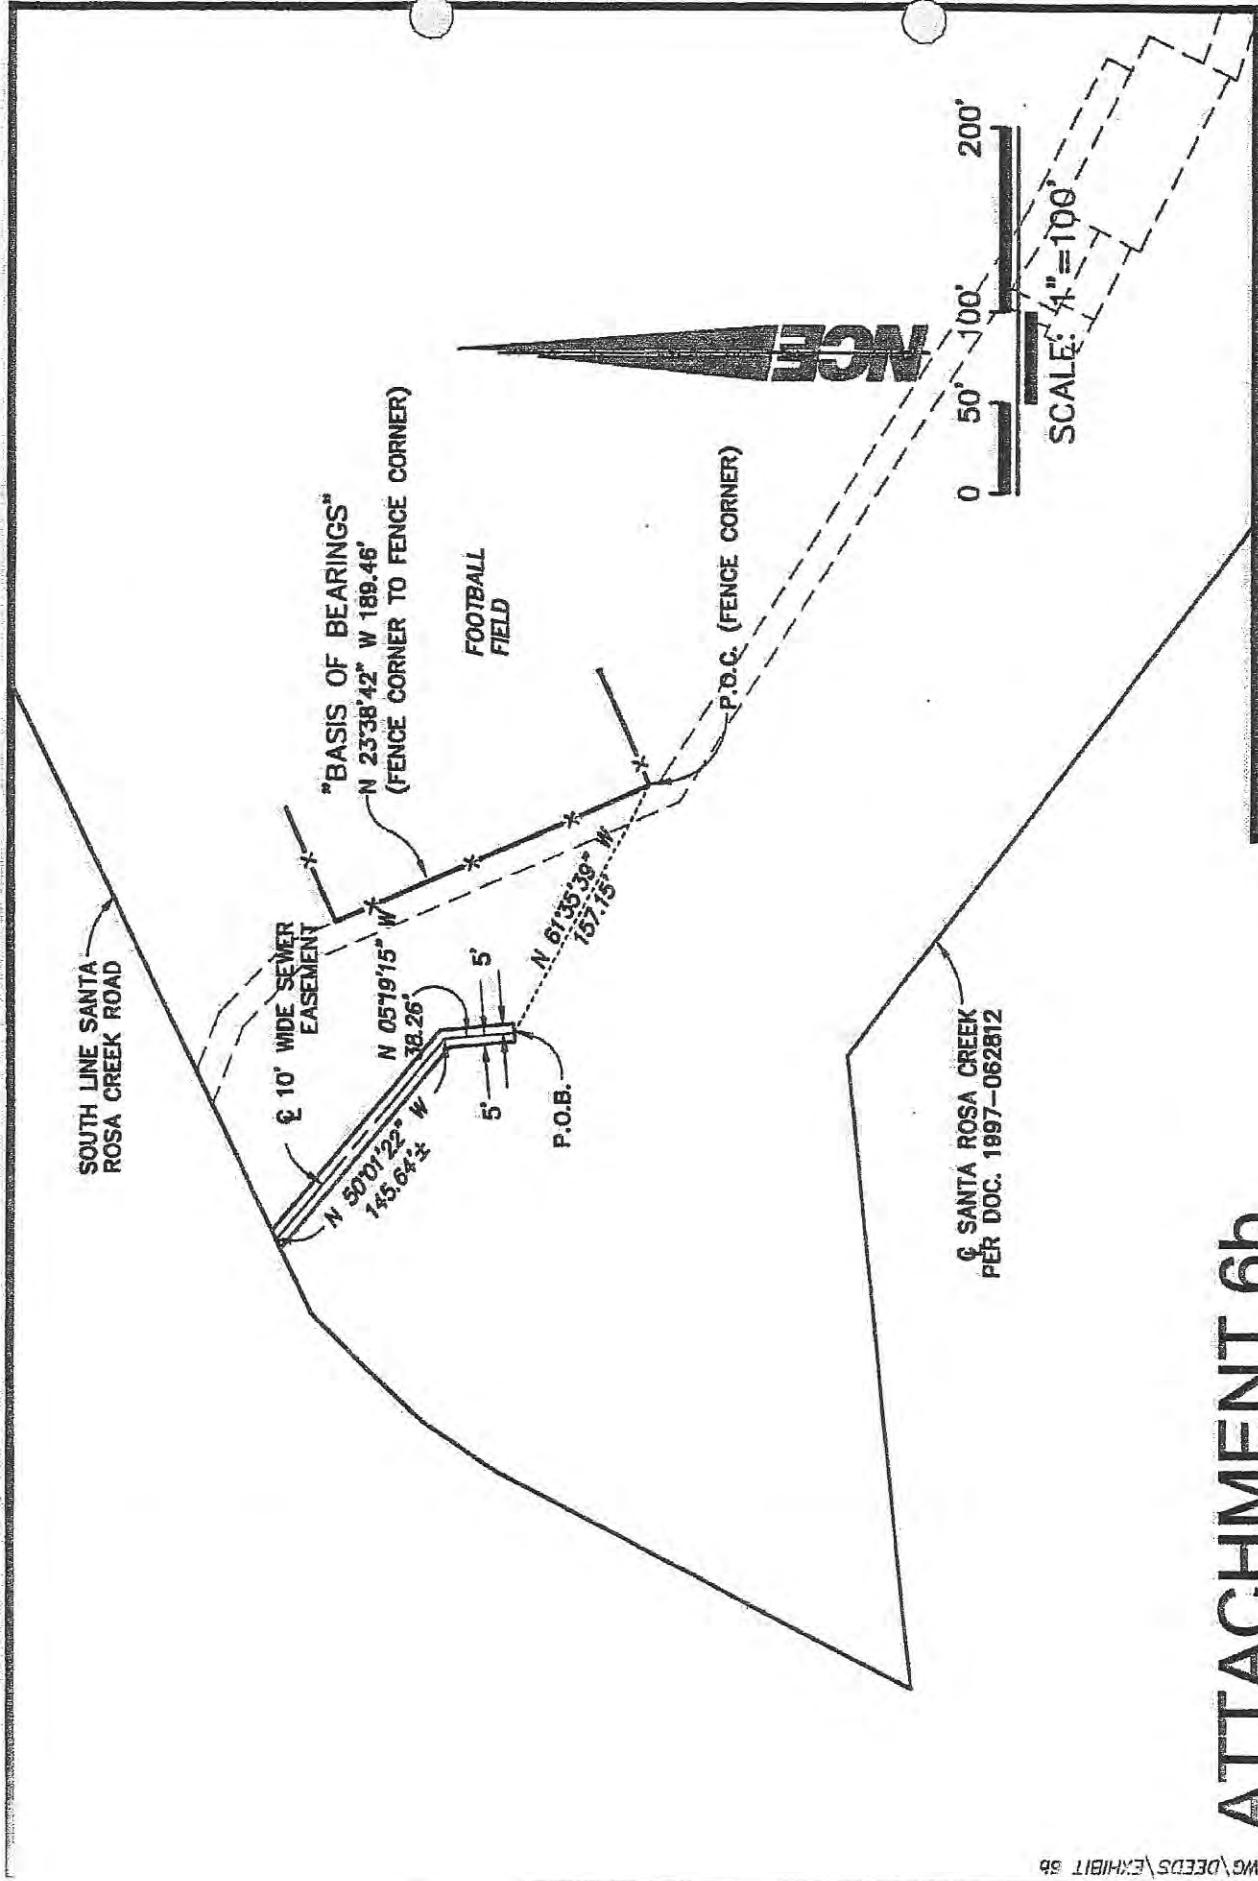 SOUTH LINE SANTA
ROSA CREEK ROAD
℄ 10' WIDE SEWER
EASEMENT
"BASIS OF BEARINGS"
N 23°38'42" W 189.46'
(FENCE CORNER TO FENCE CORNER)
FOOTBALL
FIELD
N 05°19'15" W
38.26'
N 50°01'22" W
145.64'±
5'
5'
P.O.B.
N 61°35'39" W
157.15'
P.O.C. (FENCE CORNER)
NCE
℄ SANTA ROSA CREEK
PER DOC. 1997-062812
0 50' 100' 200'
SCALE: 1"=100'
ATTACHMENT 6b
WG\DEEDS\EXHIBIT 6b